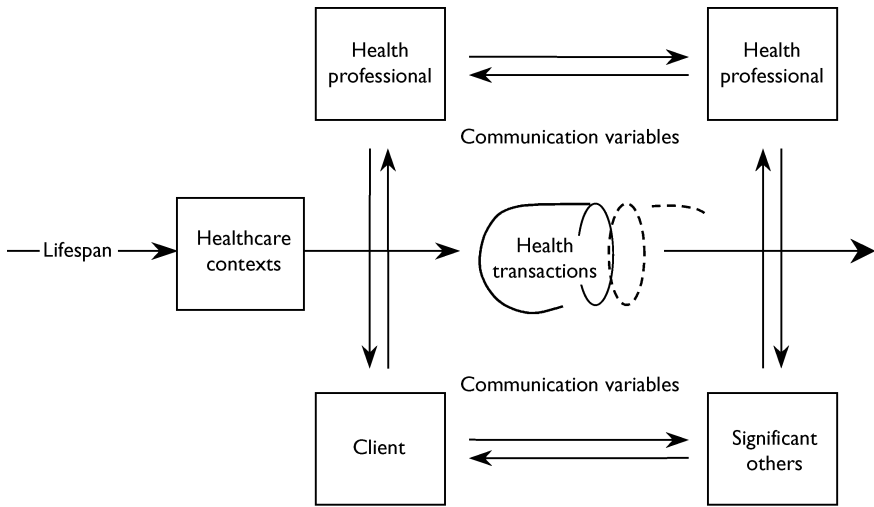 Health
professional
Health
professional
Communication variables
Lifespan
Healthcare
contexts
Health
transactions
Communication variables
Client
Significant
others